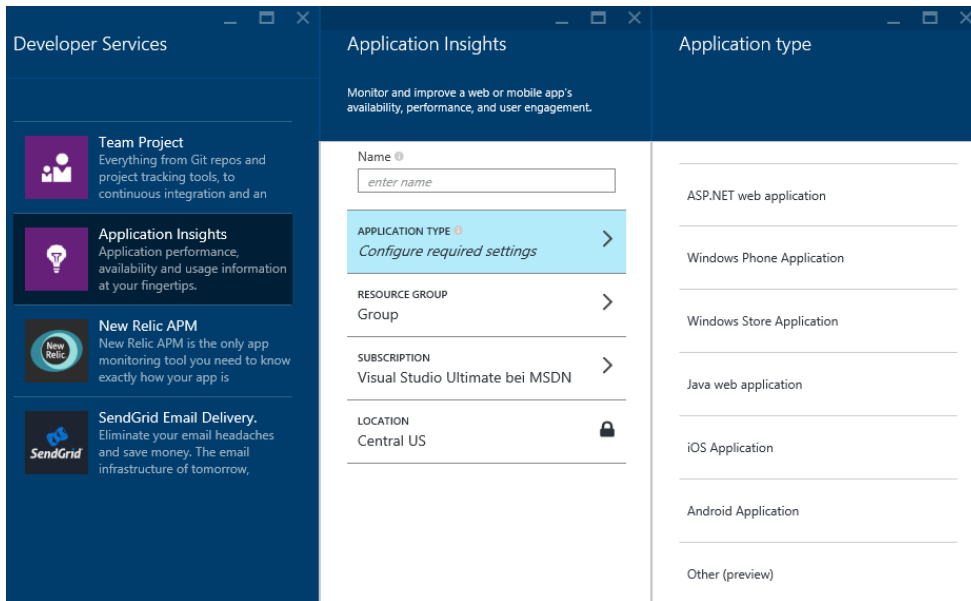 Developer Services
Team Project
Everything from Git repos and
project tracking tools, to
continuous integration and an
Application Insights
Application performance,
availability and usage information
at your fingertips.
New Relic
New Relic APM
New Relic APM is the only app
monitoring tool you need to know
exactly how your app is
SendGrid
SendGrid Email Delivery.
Eliminate your email headaches
and save money. The email
infrastructure of tomorrow,
Application Insights
Monitor and improve a web or mobile app's
availability, performance, and user engagement.
Name
enter name
APPLICATION TYPE
Configure required settings
RESOURCE GROUP
Group
SUBSCRIPTION
Visual Studio Ultimate bei MSDN
LOCATION
Central US
Application type
ASP.NET web application
Windows Phone Application
Windows Store Application
Java web application
iOS Application
Android Application
Other (preview)